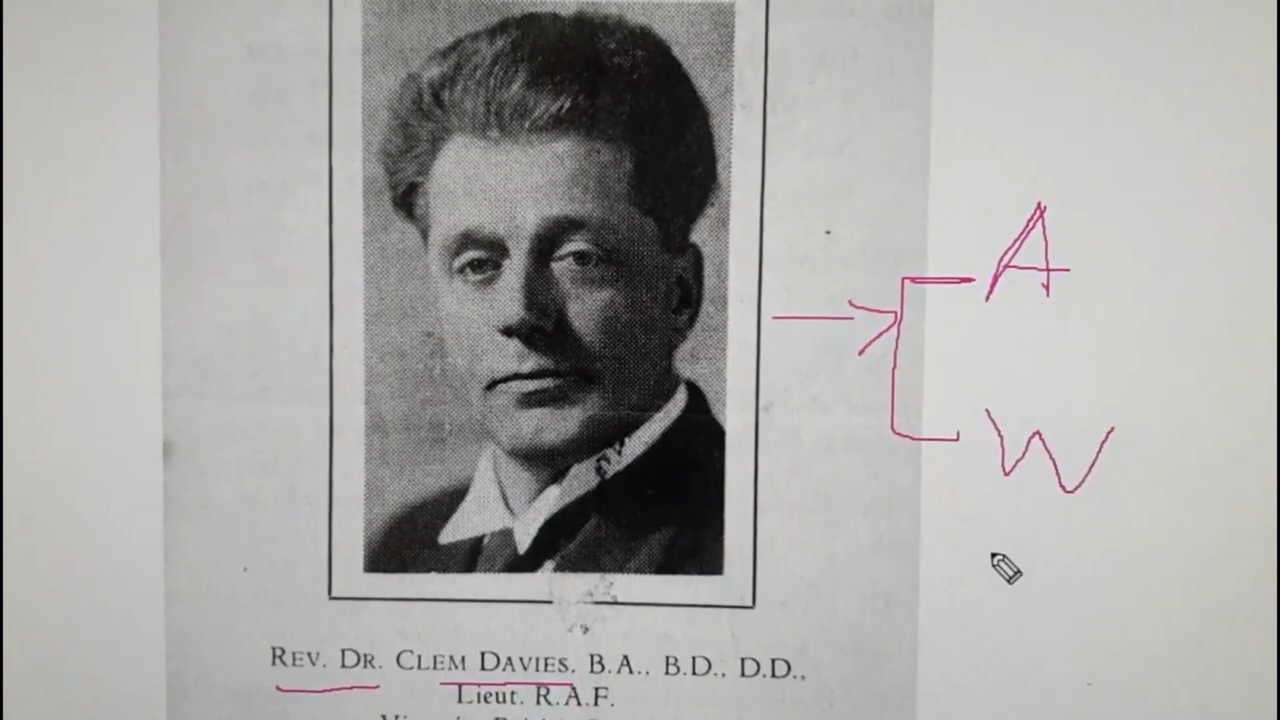 A
W
REV. DR. CLEM DAVIES. B.A., B.D., D.D.,
Lieut. R.A.F.